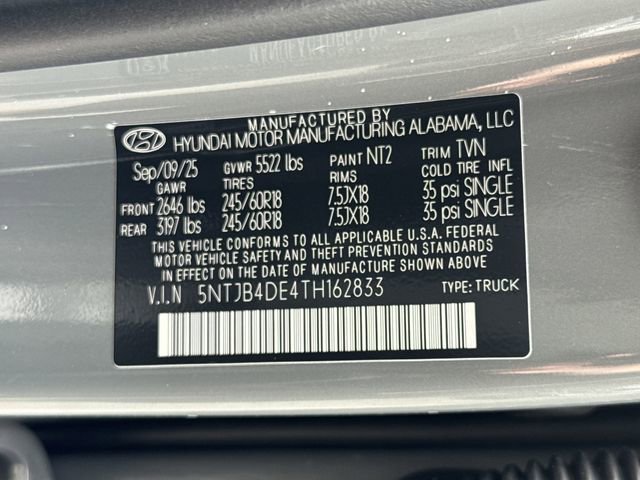 MANUFACTURED BY
HYUNDAI MOTOR MANUFACTURING ALABAMA, LLC
Sep/09/25 GVWR 5522 lbs PAINT NT2 TRIM TVN
GAWR TIRES RIMS COLD TIRE INFL
FRONT 2646 lbs 245/60R18 7.5JX18 35 psi SINGLE
REAR 3197 lbs 245/60R18 7.5JX18 35 psi SINGLE
THIS VEHICLE CONFORMS TO ALL APPLICABLE U.S.A. FEDERAL
MOTOR VEHICLE SAFETY AND THEFT PREVENTION STANDARDS
IN EFFECT ON THE DATE OF MANUFACTURE SHOWN ABOVE
V.I.N 5NTJB4DE4TH162833 TYPE: TRUCK